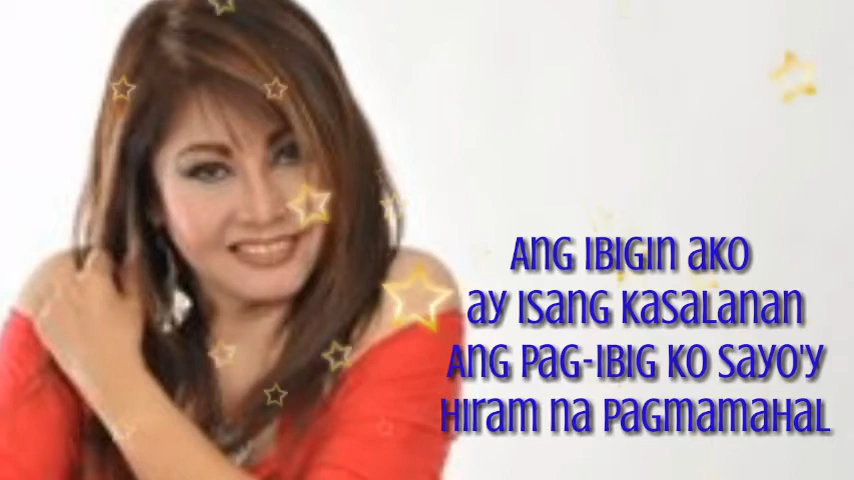 Ang ibigin ako
ay isang kasalanan
Ang pag-ibig ko sayo'y
hiram na pagmamahal